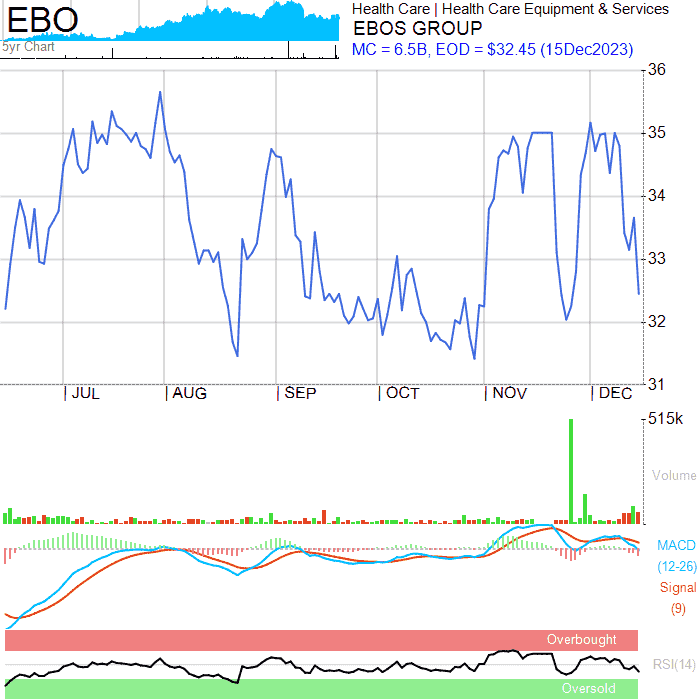 EBO
5yr Chart
Health Care | Health Care Equipment & Services
EBOS GROUP
MC = 6.5B, EOD = $32.45 (15Dec2023)
36
35
34
33
32
31
| JUL | AUG | SEP | OCT | NOV | DEC
515k
Volume
MACD
(12-26)
Signal
(9)
Overbought
RSI(14)
Oversold